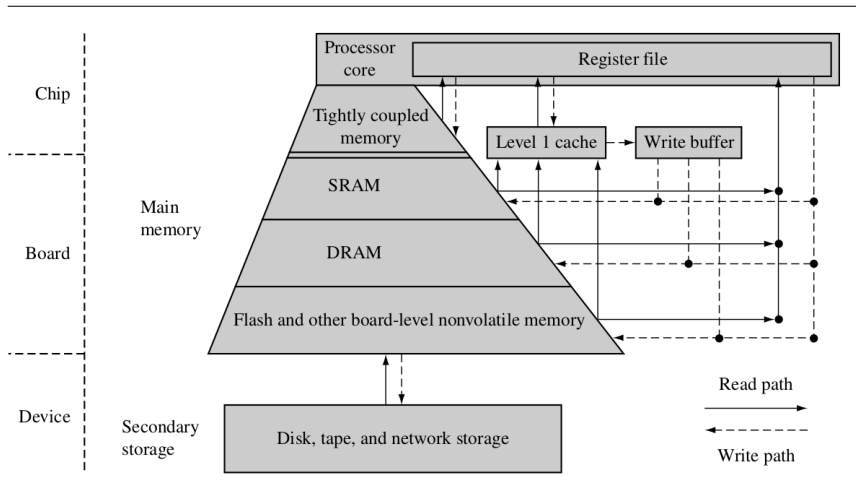 Processor
core
Register file
Chip
Tightly coupled
memory
Level 1 cache
Write buffer
SRAM
Main
memory
Board
DRAM
Flash and other board-level nonvolatile memory
Read path
Device
Secondary
storage
Disk, tape, and network storage
Write path